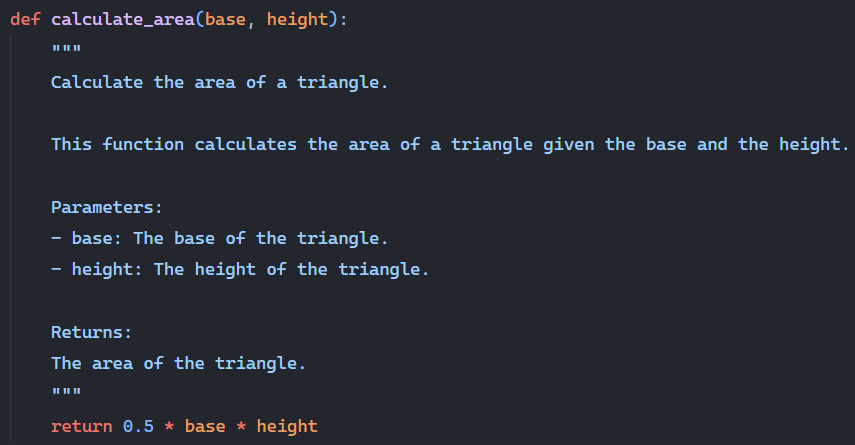 def calculate_area(base, height):
"""
Calculate the area of a triangle.
This function calculates the area of a triangle given the base and the height.
Parameters:
- base: The base of the triangle.
- height: The height of the triangle.
Returns:
The area of the triangle.
"""
return 0.5 * base * height